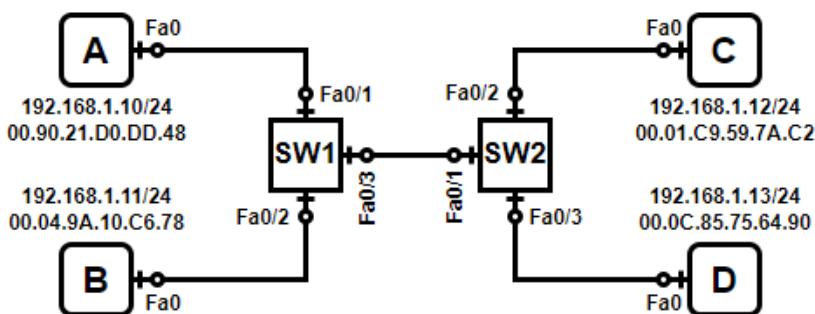 A
Fa0
192.168.1.10/24
00.90.21.D0.DD.48
Fa0/1
SW1
Fa0/3
Fa0/2
192.168.1.11/24
00.04.9A.10.C6.78
B
Fa0
Fa0
C
192.168.1.12/24
00.01.C9.59.7A.C2
Fa0/2
SW2
Fa0/1
Fa0/3
192.168.1.13/24
00.0C.85.75.64.90
D
Fa0